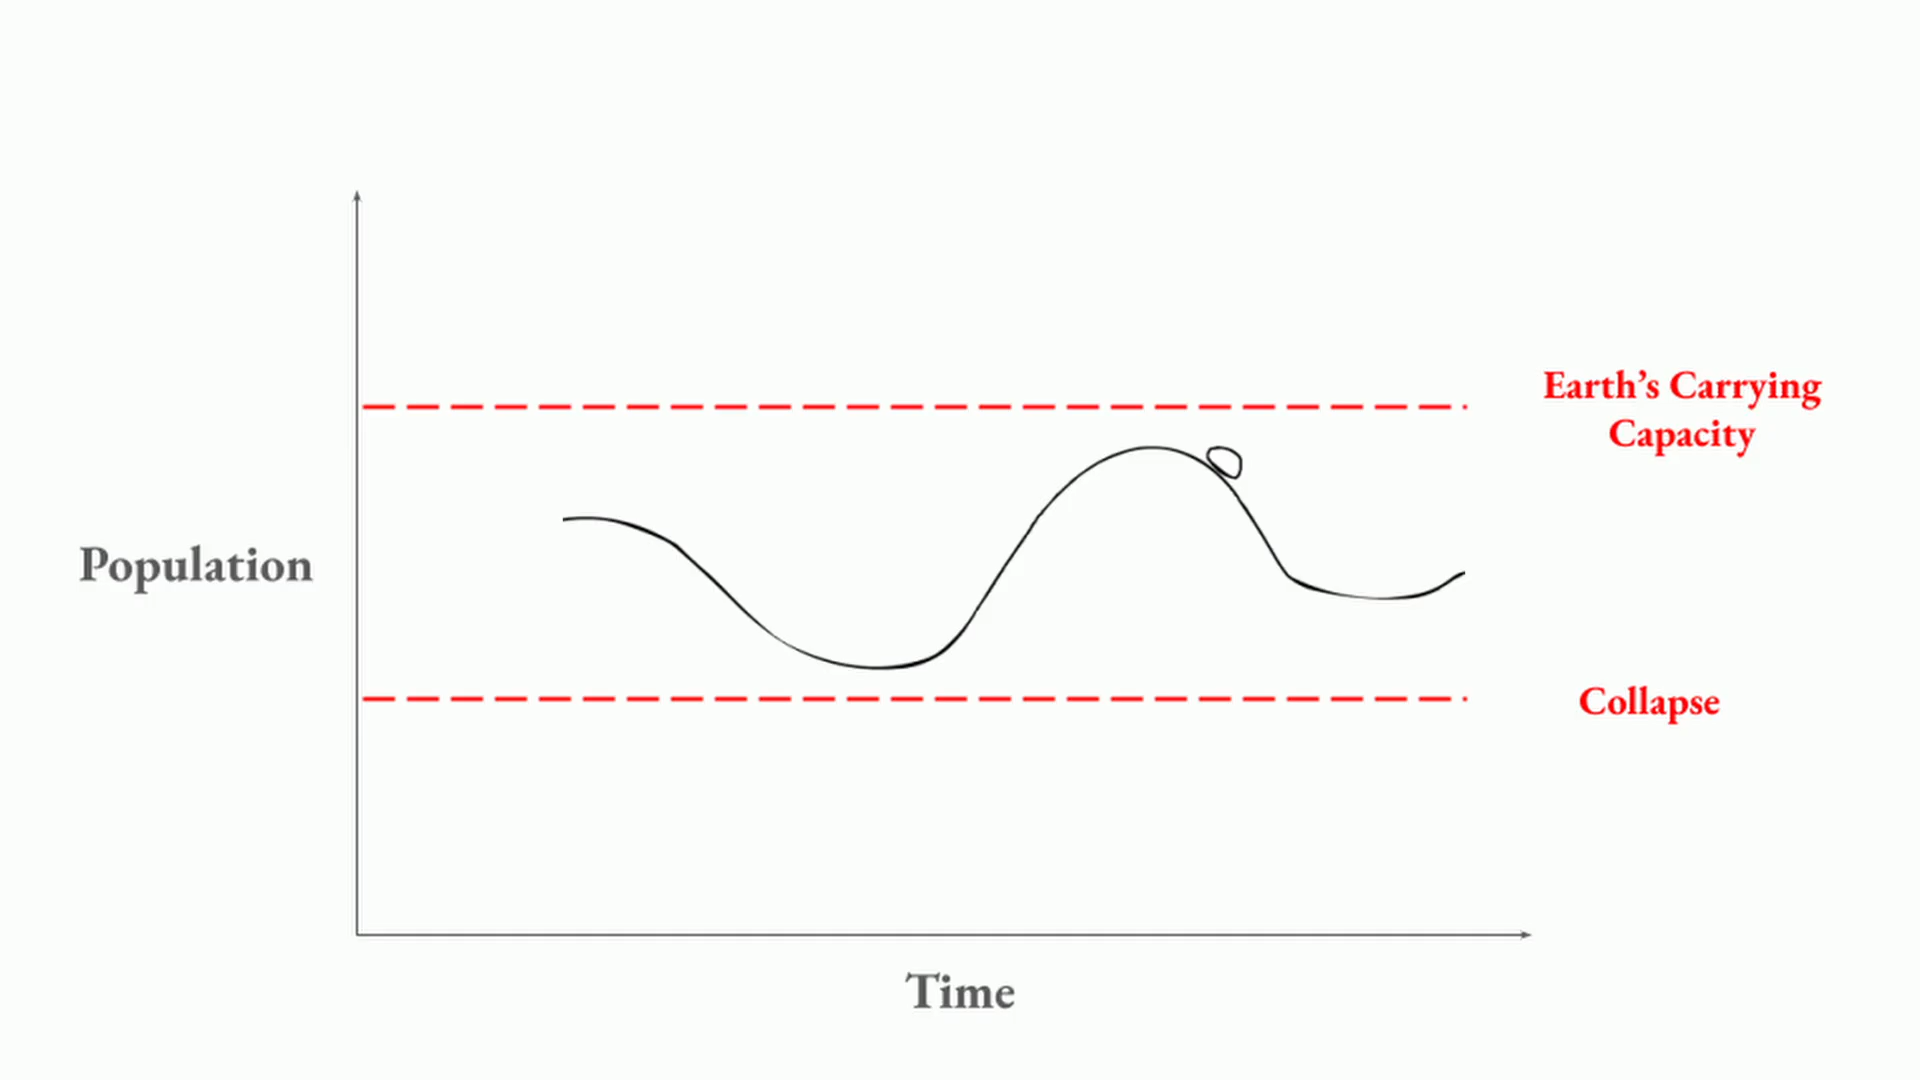 Earth’s Carrying
Capacity
Population
Collapse
Time